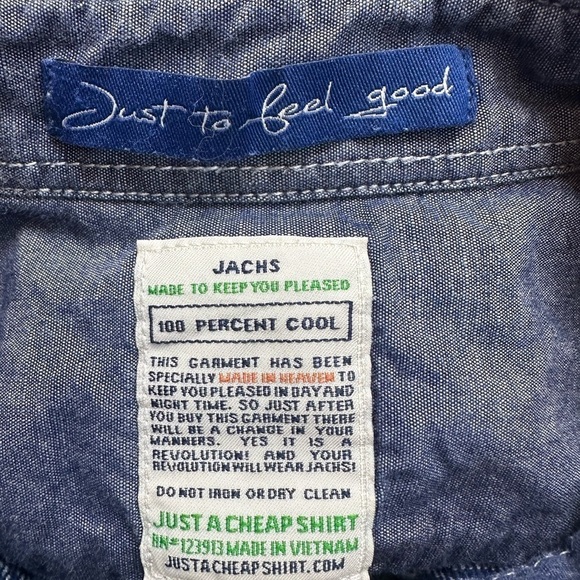 Just to feel good
JACHS
MADE TO KEEP YOU PLEASED
100 PERCENT COOL
THIS GARMENT HAS BEEN
SPECIALLY MADE IN HEAVEN TO
KEEP YOU PLEASED IN DAY AND
NIGHT TIME. SO JUST AFTER
YOU BUY THIS GARMENT THERE
WILL BE A CHANGE IN YOUR
MANNERS. YES IT IS A
REVOLUTION! AND YOUR
REVOLUTION WILL WEAR JACHS!
DO NOT IRON OR DRY CLEAN
JUST A CHEAP SHIRT
RN#123913 MADE IN VIETNAM
JUSTACHEAPSHIRT.COM